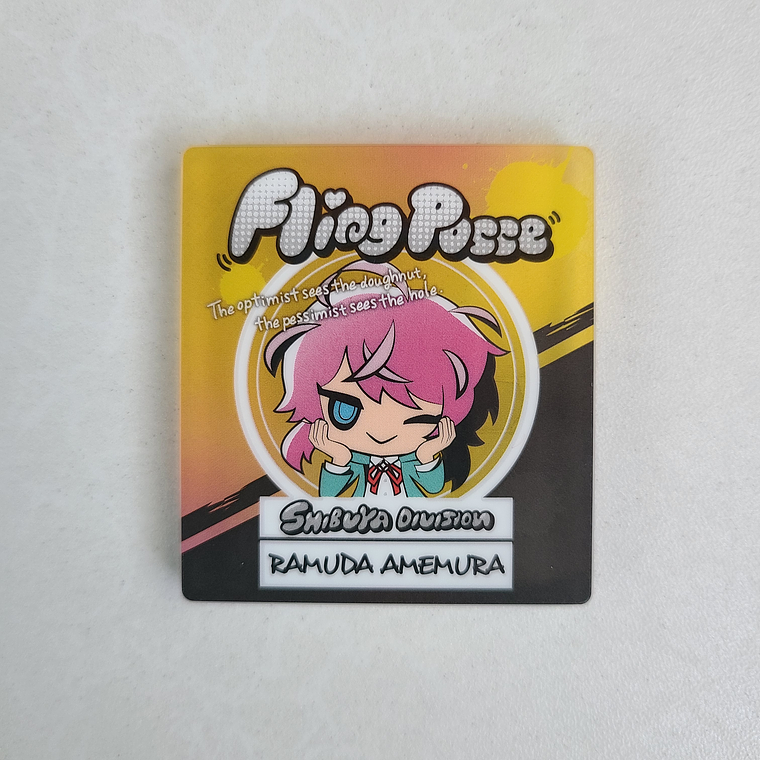 Fling Posse
The optimist sees the doughnut,
the pessimist sees the hole.
SHIBUYA DIVISION
RAMUDA AMEMURA